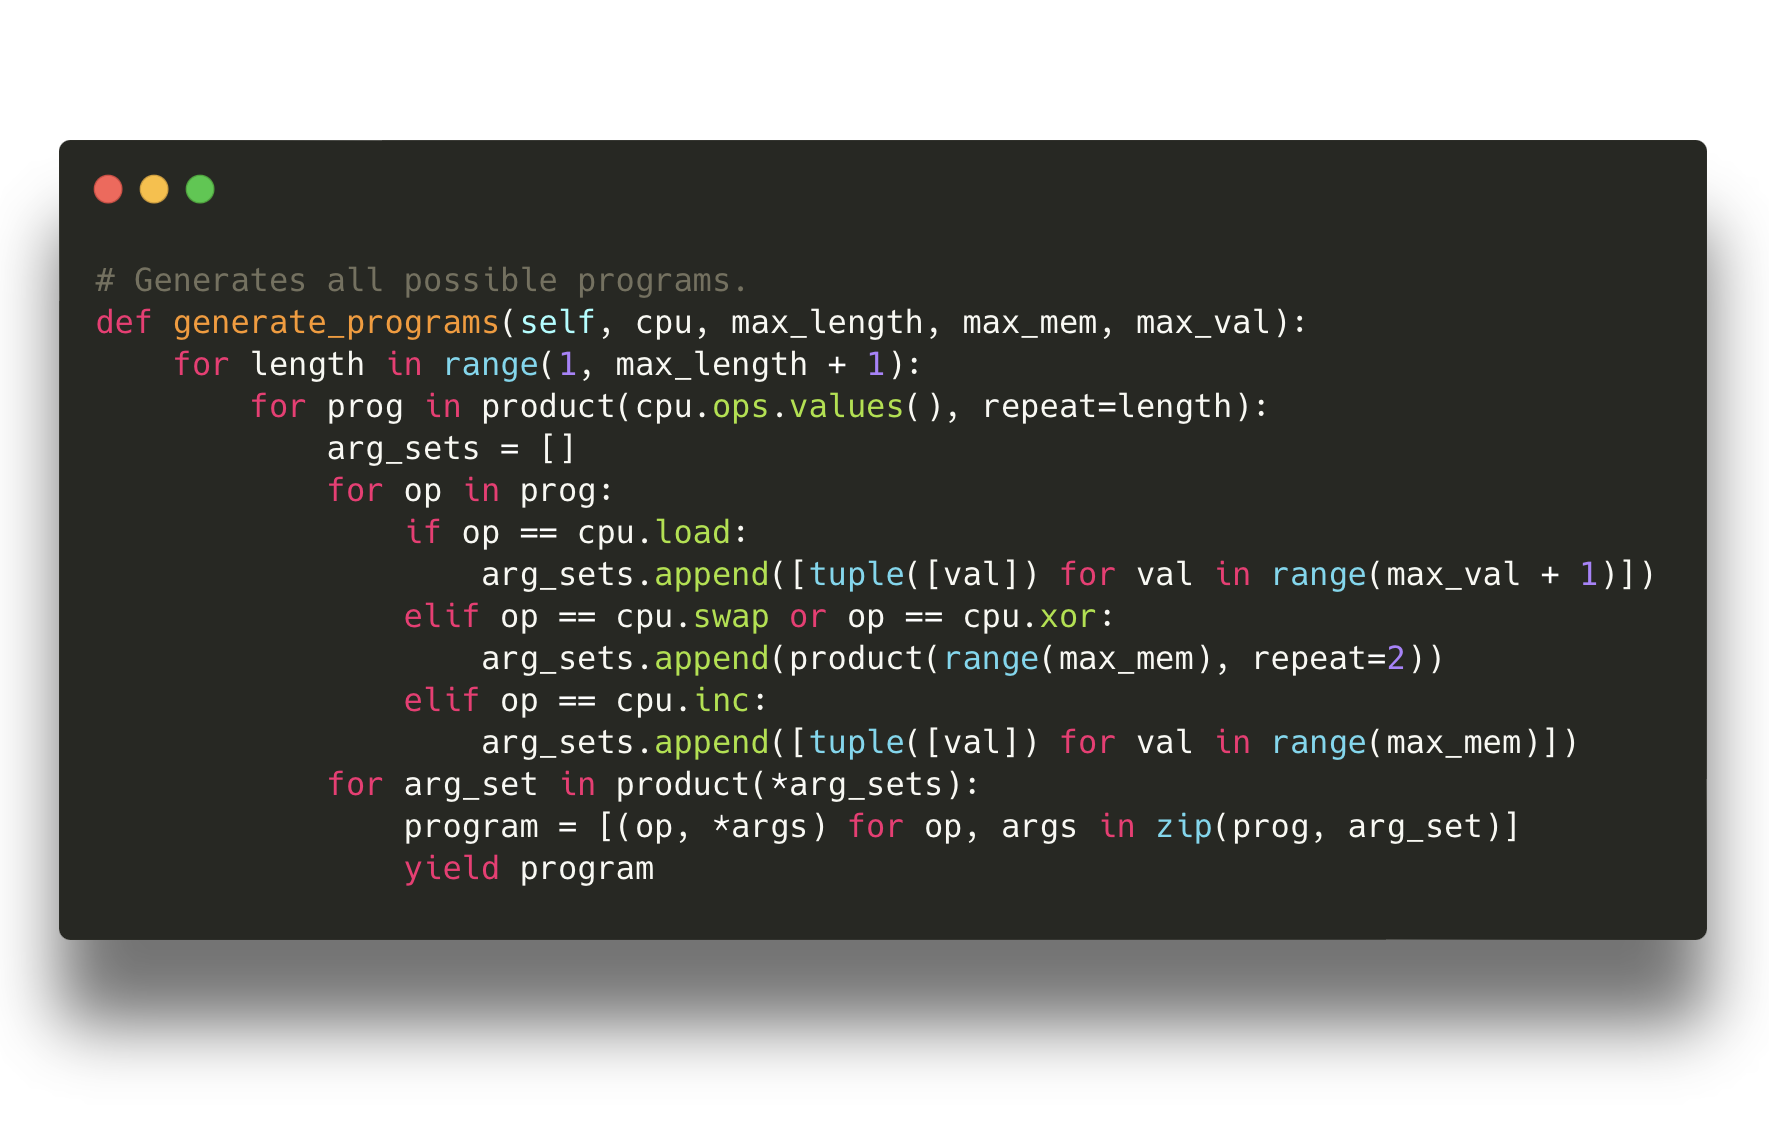 # Generates all possible programs.
def generate_programs(self, cpu, max_length, max_mem, max_val):
    for length in range(1, max_length + 1):
        for prog in product(cpu.ops.values(), repeat=length):
            arg_sets = []
            for op in prog:
                if op == cpu.load:
                    arg_sets.append([tuple([val]) for val in range(max_val + 1)])
                elif op == cpu.swap or op == cpu.xor:
                    arg_sets.append(product(range(max_mem), repeat=2))
                elif op == cpu.inc:
                    arg_sets.append([tuple([val]) for val in range(max_mem)])
            for arg_set in product(*arg_sets):
                program = [(op, *args) for op, args in zip(prog, arg_set)]
                yield program